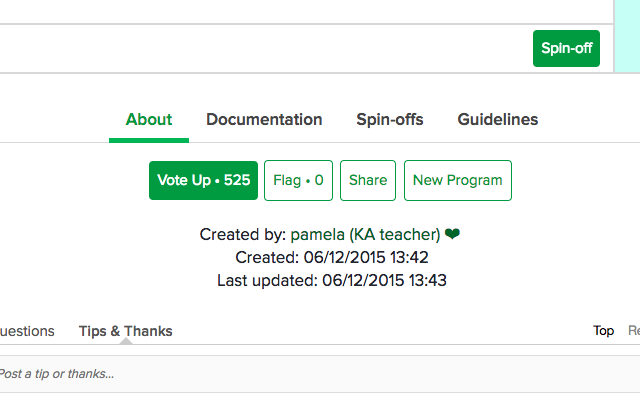 Spin-off
About Documentation Spin-offs Guidelines
Vote Up • 525 Flag • 0 Share New Program
Created by: pamela (KA teacher) ❤
Created: 06/12/2015 13:42
Last updated: 06/12/2015 13:43
uestions Tips & Thanks Top Re
Post a tip or thanks...